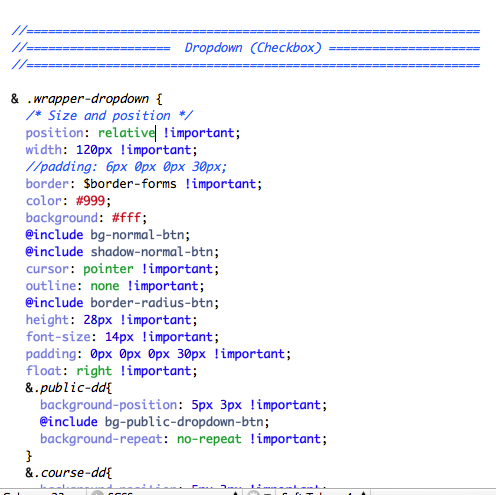 //===============================================================
//==================== Dropdown (Checkbox) =====================
//===============================================================
& .wrapper-dropdown {
/* Size and position */
position: relative !important;
width: 120px !important;
//padding: 6px 0px 0px 30px;
border: $border-forms !important;
color: #999;
background: #fff;
@include bg-normal-btn;
@include shadow-normal-btn;
cursor: pointer !important;
outline: none !important;
@include border-radius-btn;
height: 28px !important;
font-size: 14px !important;
padding: 0px 0px 0px 30px !important;
float: right !important;
&.public-dd{
background-position: 5px 3px !important;
@include bg-public-dropdown-btn;
background-repeat: no-repeat !important;
}
&.course-dd{